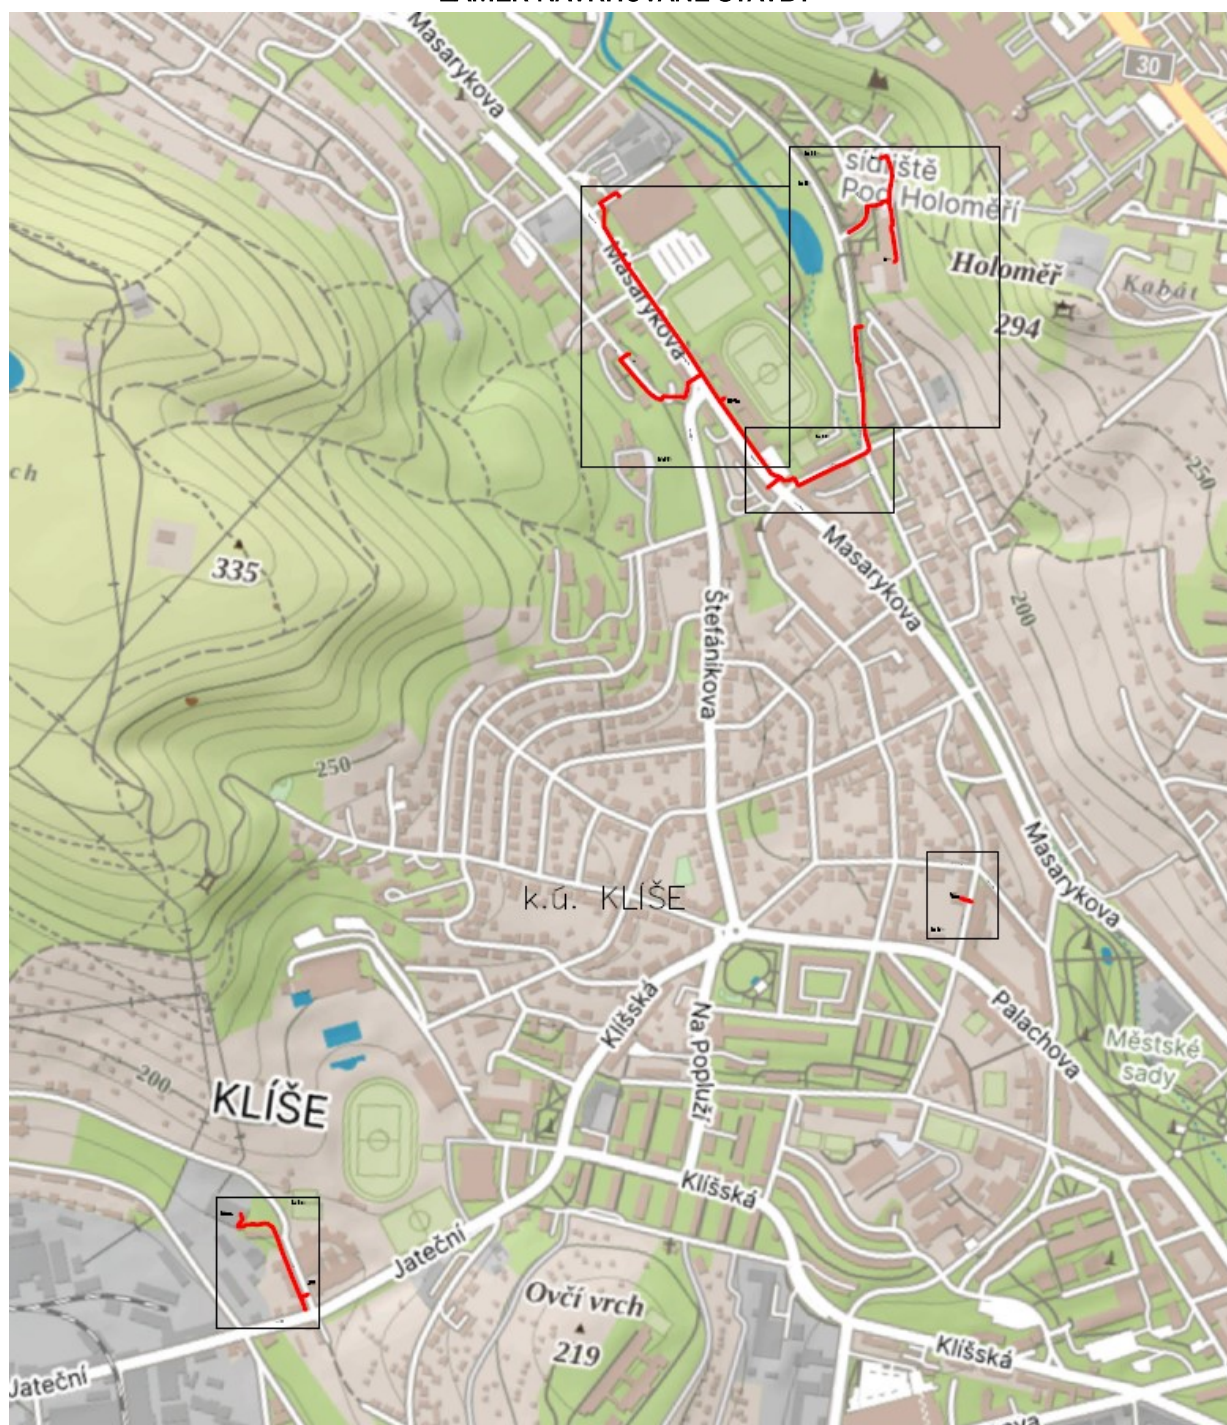 Masarykova
30
sídliště
Pod Holoměří
Holoměř
294
Kabát
Masarykova
ch
335
250
Masarykova
200
Štefánikova
250
k.ú. KLÍŠE
Masarykova
Klíšská
Na Popluží
Palachova
Městské
sady
200
KLÍŠE
Klíšská
Jateční
Ovčí vrch
219
Klíšská
Jateční
ova